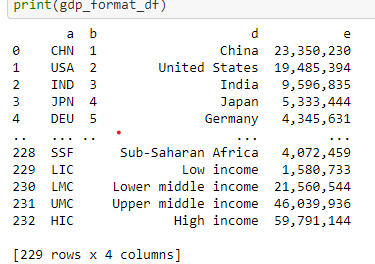 print(gdp_format_df)
a b d e
0 CHN 1 China 23,350,230
1 USA 2 United States 19,485,394
2 IND 3 India 9,596,835
3 JPN 4 Japan 5,333,444
4 DEU 5 Germany 4,345,631
.. ... .. ... ...
228 SSF Sub-Saharan Africa 4,072,459
229 LIC Low income 1,580,733
230 LMC Lower middle income 21,560,544
231 UMC Upper middle income 46,039,936
232 HIC High income 59,791,144
[229 rows x 4 columns]